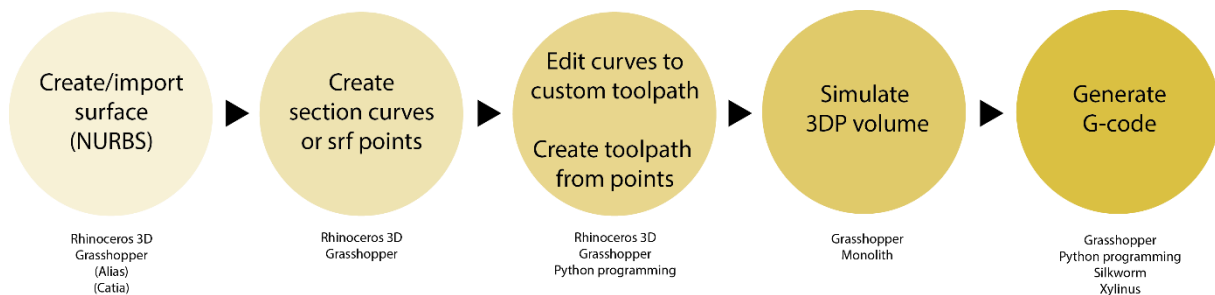 Create/import
surface
(NURBS)
Create
section curves
or srf points
Edit curves to
custom toolpath
Create toolpath
from points
Simulate
3DP volume
Generate
G-code
Rhinoceros 3D
Grasshopper
(Alias)
(Catia)
Rhinoceros 3D
Grasshopper
Rhinoceros 3D
Grasshopper
Python programming
Grasshopper
Monolith
Grasshopper
Python programming
Silkworm
Xylinus